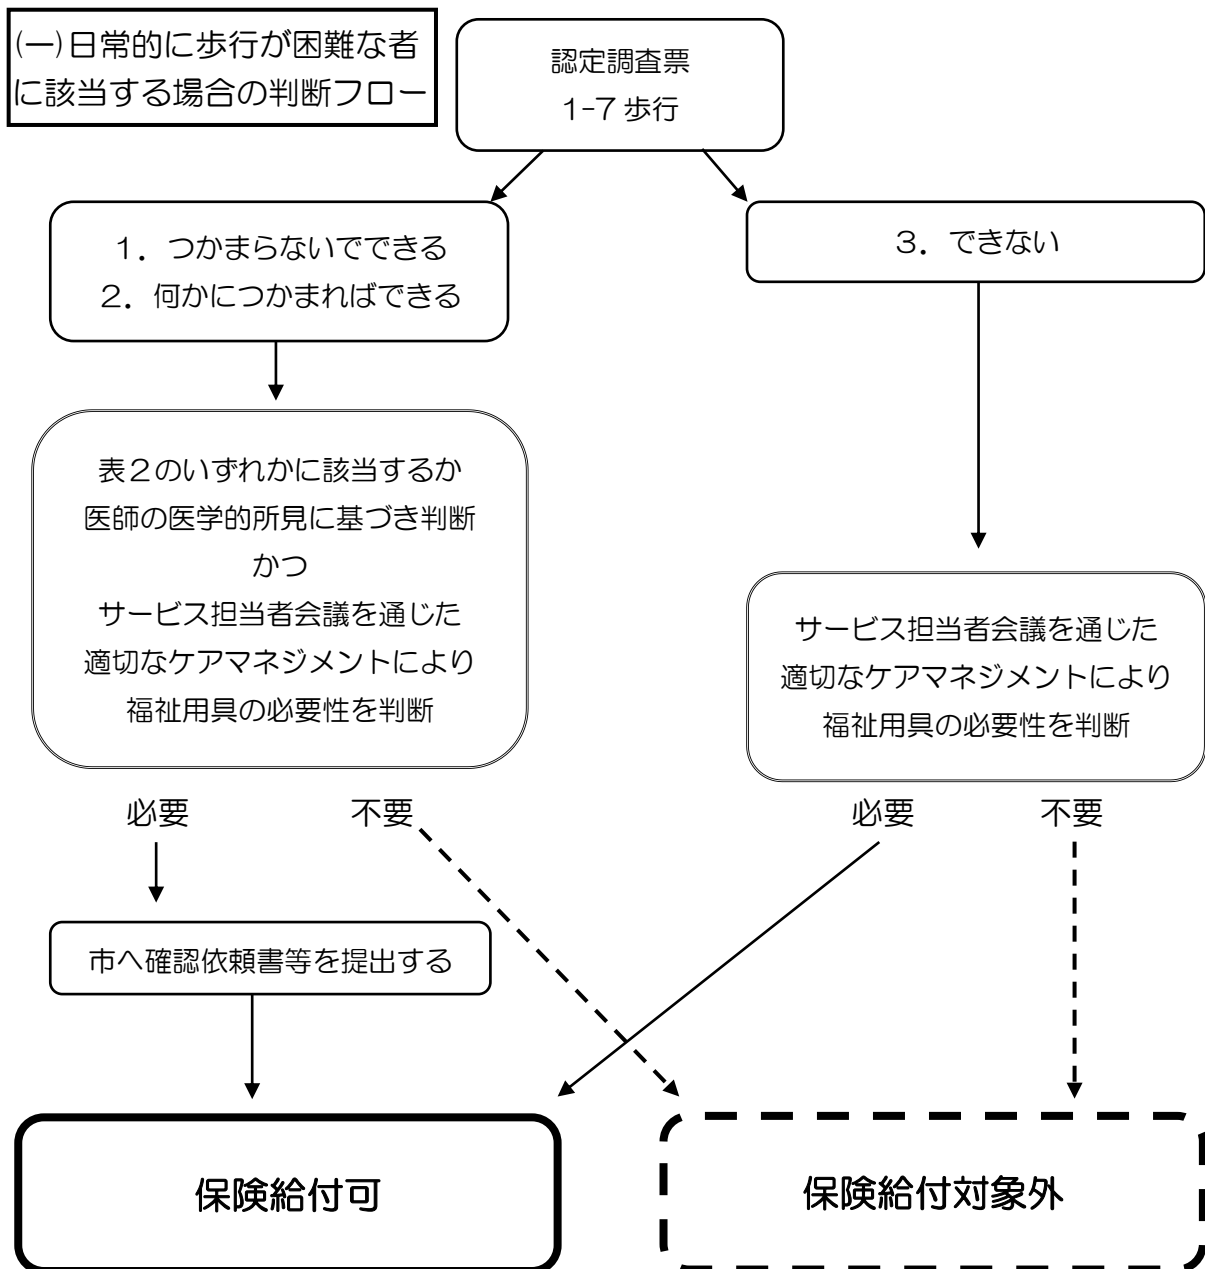 (一)日常的に歩行が困難な者
に該当する場合の判断フロー
認定調査票
1-7 歩行
１．つかまらないでできる
２．何かにつかまればできる
３．できない
表２のいずれかに該当するか
医師の医学的所見に基づき判断
かつ
サービス担当者会議を通じた
適切なケアマネジメントにより
福祉用具の必要性を判断
サービス担当者会議を通じた
適切なケアマネジメントにより
福祉用具の必要性を判断
必要
不要
必要
不要
市へ確認依頼書等を提出する
保険給付可
保険給付対象外